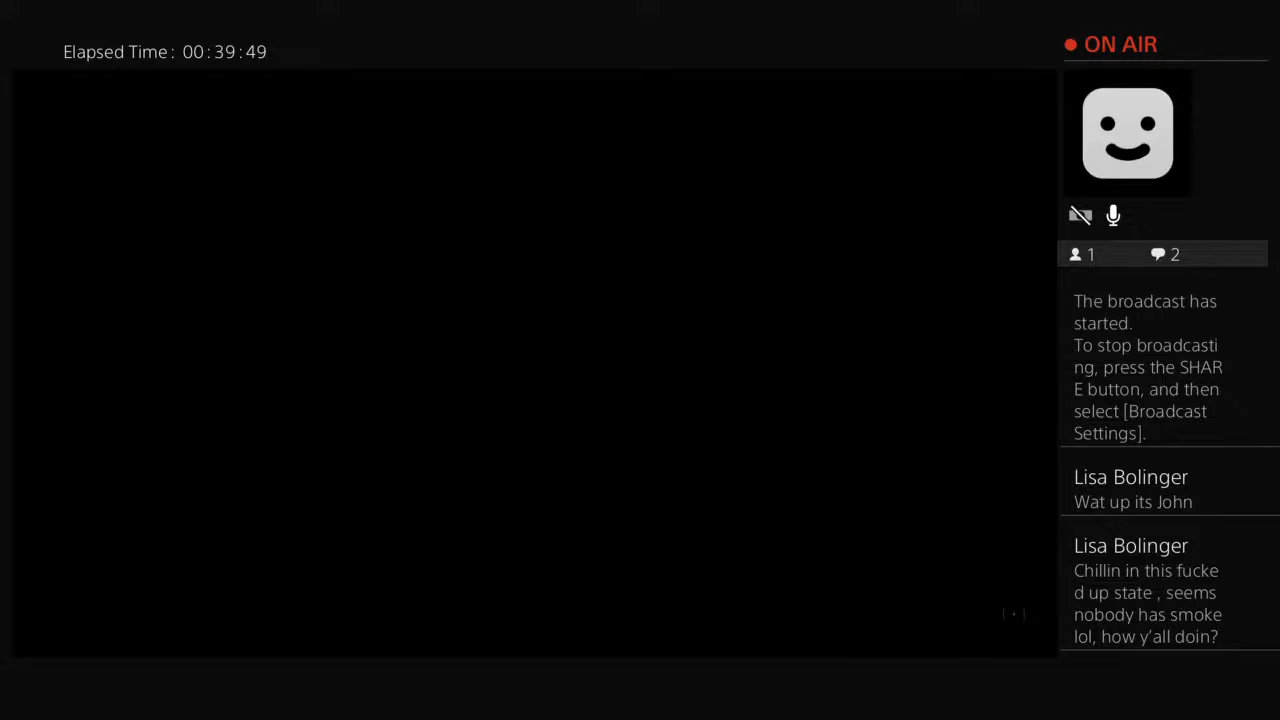 Elapsed Time: 00:39:49
ON AIR
1 2
The broadcast has
started.
To stop broadcasti
ng, press the SHAR
E button, and then
select [Broadcast
Settings].
Lisa Bolinger
Wat up its John
Lisa Bolinger
Chillin in this fucke
d up state , seems
nobody has smoke
lol, how y'all doin?